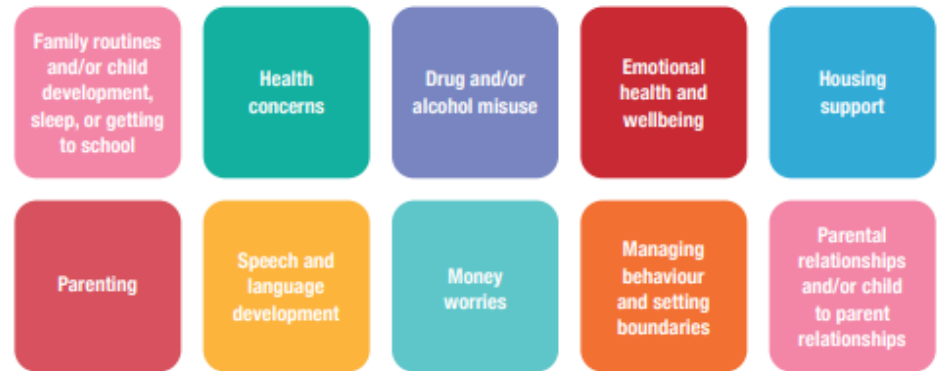 Family routines
and/or child
development,
sleep, or getting
to school
Health
concerns
Drug and/or
alcohol misuse
Emotional
health and
wellbeing
Housing
support
Parenting
Speech and
language
development
Money
worries
Managing
behaviour
and setting
boundaries
Parental
relationships
and/or child
to parent
relationships